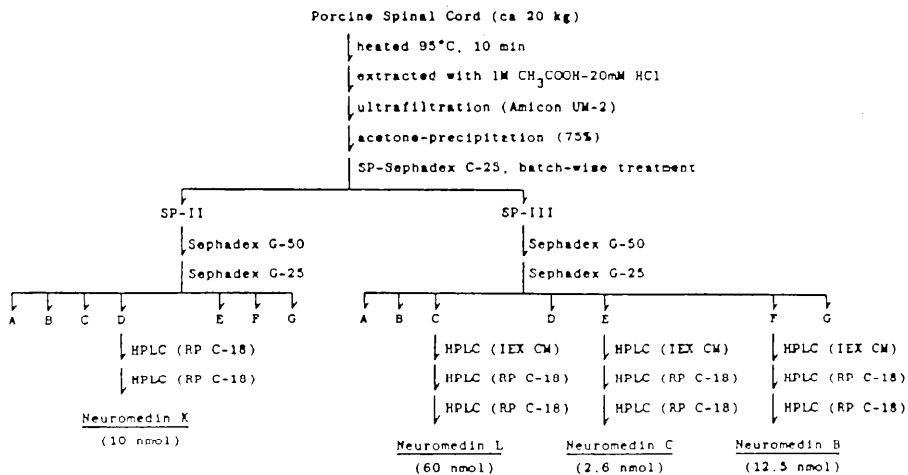 Porcine Spinal Cord (ca 20 kg)
heated 95°C, 10 min
extracted with 1M CH3COOH-20mM HCl
ultrafiltration (Amicon UM-2)
acetone-precipitztion (75%)
SP-Sephadex C-25, batch-wise treatment
SP-II SP-III
Sephadex G-50 Sephadex G-50
Sephadex G-25 Sephadex G-25
A B C D E F G A B C D E F G
HPLC (RP C-18) HPLC (IEX CM) HPLC (IEX CM) HPLC (IEX CM)
HPLC (RP C-18) HPLC (RP C-18) HPLC (RP C-18) HPLC (RP C-18)
HPLC (RP C-18) HPLC (RP C-18) HPLC (RP C-18)
Neuromedin K
(10 nmol)
Neuromedin L Neuromedin C Neuromedin B
(60 nmol) (2.6 nmol) (12.5 nmol)